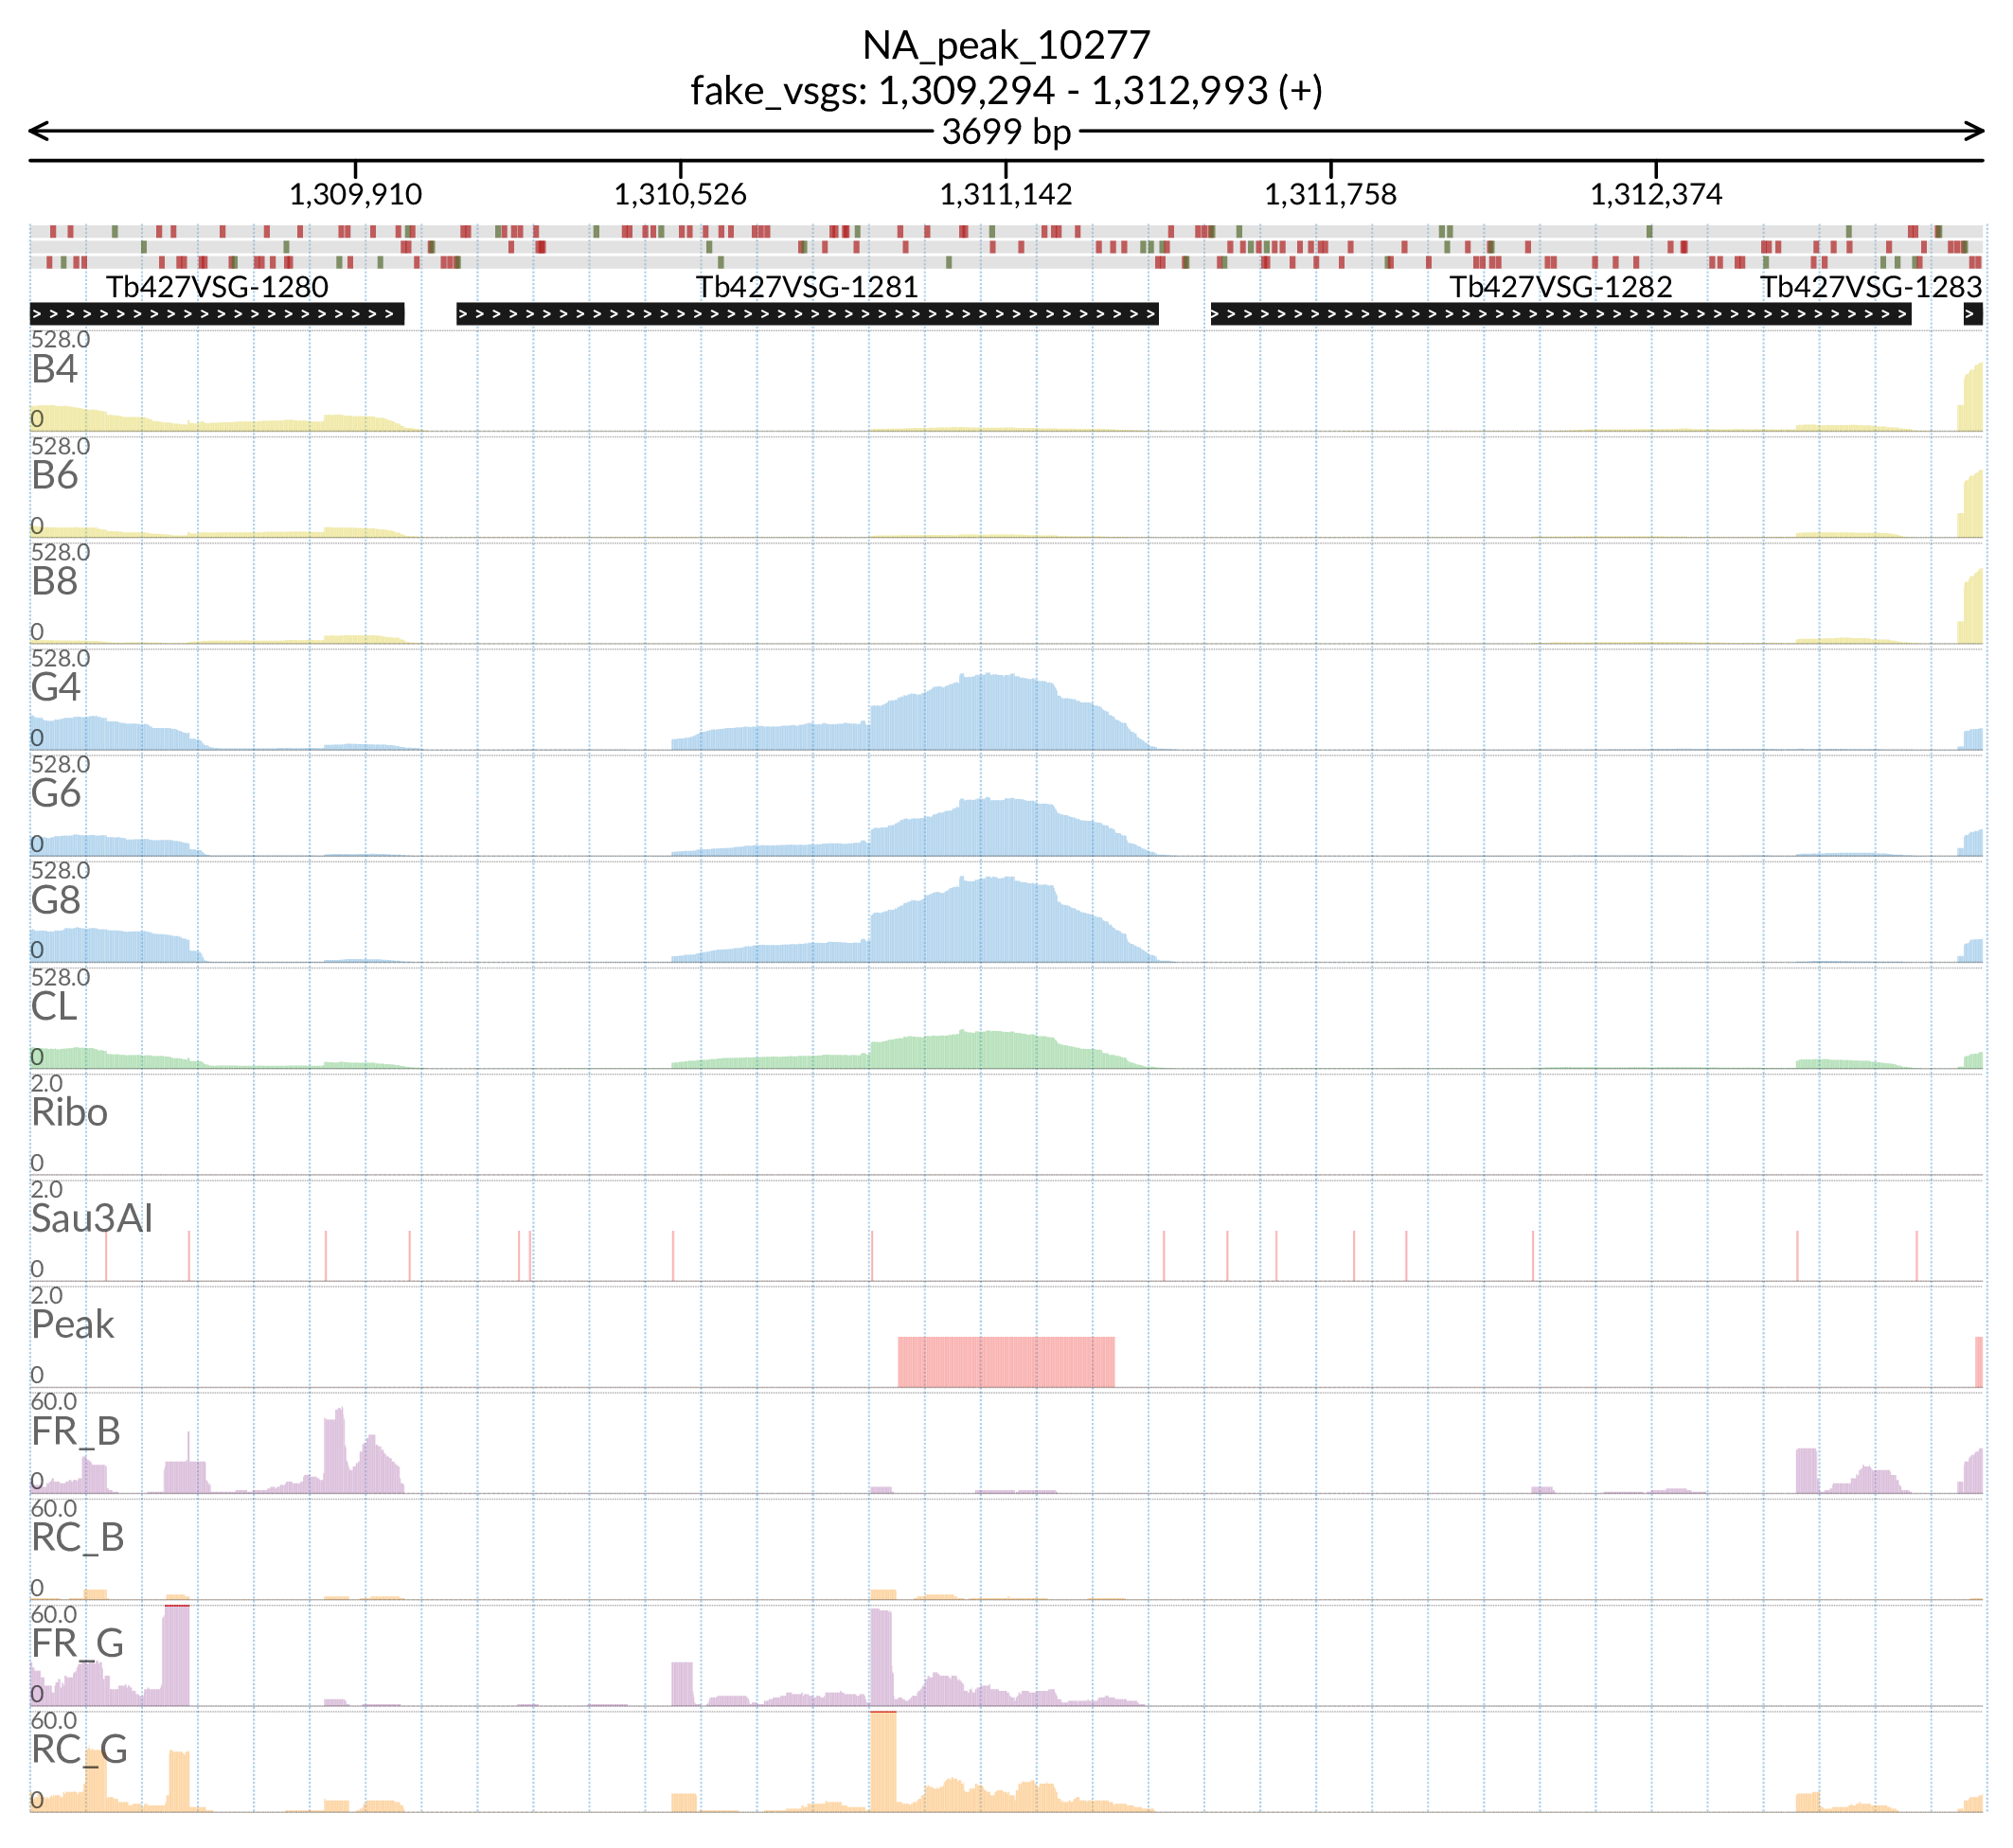 NA_peak_10277
fake_vsgs: 1,309,294 - 1,312,993 (+)
3699 bp
1,309,910 1,310,526 1,311,142 1,311,758 1,312,374
Tb427VSG-1280 Tb427VSG-1281 Tb427VSG-1282 Tb427VSG-1283
528.0
B4
0
528.0
B6
0
528.0
B8
0
528.0
G4
0
528.0
G6
0
528.0
G8
0
528.0
CL
0
2.0
Ribo
0
2.0
Sau3AI
0
2.0
Peak
0
60.0
FR_B
0
60.0
RC_B
0
60.0
FR_G
0
60.0
RC_G
0